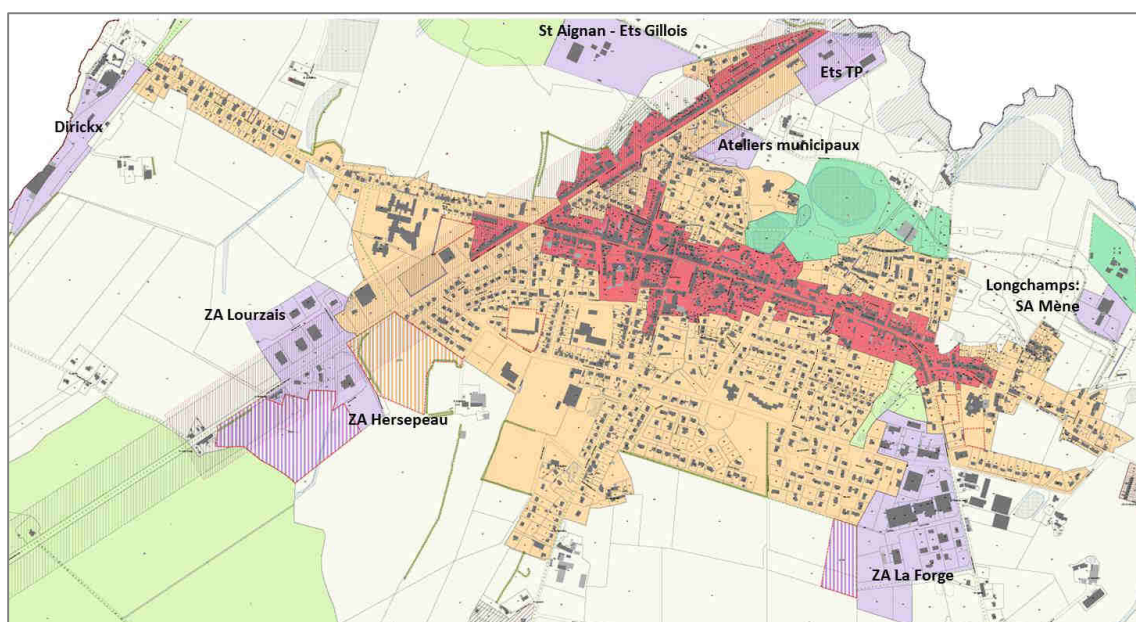 St Aignan - Ets Gillois
Ets TP
Dirickx
Ateliers municipaux
Longchamps:
SA Mène
ZA Lourzais
ZA Hersepeau
ZA La Forge